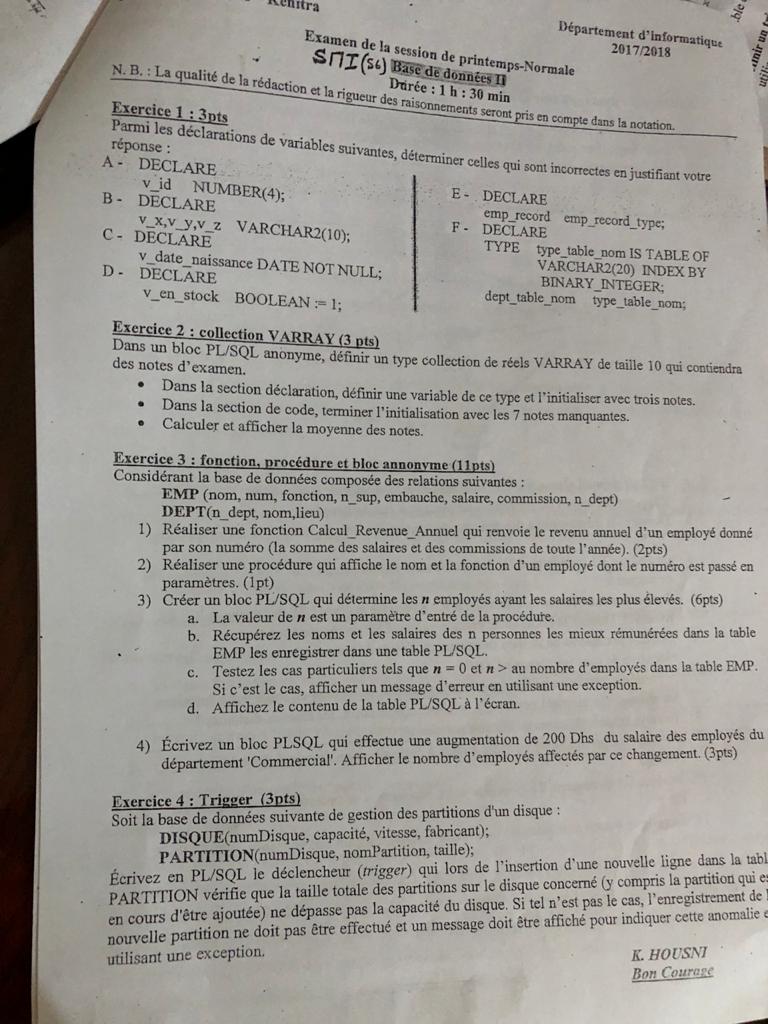 Kenitra
Département d'informatique
2017/2018
Examen de la session de printemps-Normale
SMI(S6) Base de données II
Durée : 1 h : 30 min
N. B. : La qualité de la rédaction et la rigueur des raisonnements seront pris en compte dans la notation.
Exercice 1 : 3pts
Parmi les déclarations de variables suivantes, déterminer celles qui sont incorrectes en justifiant votre
réponse :
A - DECLARE
v_id NUMBER(4);
B - DECLARE
v_x,v_y,v_z VARCHAR2(10);
C - DECLARE
v_date_naissance DATE NOT NULL;
D - DECLARE
v_en_stock BOOLEAN := 1;
E - DECLARE
emp_record emp_record_type;
F - DECLARE
TYPE type_table_nom IS TABLE OF
VARCHAR2(20) INDEX BY
BINARY_INTEGER;
dept_table_nom type_table_nom;
Exercice 2 : collection VARRAY (3 pts)
Dans un bloc PL/SQL anonyme, définir un type collection de réels VARRAY de taille 10 qui contiendra
des notes d'examen.
• Dans la section déclaration, définir une variable de ce type et l'initialiser avec trois notes.
• Dans la section de code, terminer l'initialisation avec les 7 notes manquantes.
• Calculer et afficher la moyenne des notes.
Exercice 3 : fonction, procédure et bloc annonyme (11pts)
Considérant la base de données composée des relations suivantes :
EMP (nom, num, fonction, n_sup, embauche, salaire, commission, n_dept)
DEPT(n_dept, nom,lieu)
1) Réaliser une fonction Calcul_Revenue_Annuel qui renvoie le revenu annuel d'un employé donné
par son numéro (la somme des salaires et des commissions de toute l'année). (2pts)
2) Réaliser une procédure qui affiche le nom et la fonction d'un employé dont le numéro est passé en
paramètres. (1pt)
3) Créer un bloc PL/SQL qui détermine les n employés ayant les salaires les plus élevés. (6pts)
a. La valeur de n est un paramètre d'entré de la procédure.
b. Récupérez les noms et les salaires des n personnes les mieux rémunérées dans la table
EMP les enregistrer dans une table PL/SQL.
c. Testez les cas particuliers tels que n = 0 et n > au nombre d'employés dans la table EMP.
Si c'est le cas, afficher un message d'erreur en utilisant une exception.
d. Affichez le contenu de la table PL/SQL à l'écran.
4) Écrivez un bloc PLSQL qui effectue une augmentation de 200 Dhs du salaire des employés du
département 'Commercial'. Afficher le nombre d'employés affectés par ce changement. (3pts)
Exercice 4 : Trigger (3pts)
Soit la base de données suivante de gestion des partitions d'un disque :
DISQUE(numDisque, capacité, vitesse, fabricant);
PARTITION(numDisque, nomPartition, taille);
Écrivez en PL/SQL le déclencheur (trigger) qui lors de l'insertion d'une nouvelle ligne dans la tabl
PARTITION vérifie que la taille totale des partitions sur le disque concerné (y compris la partition qui es
en cours d'être ajoutée) ne dépasse pas la capacité du disque. Si tel n'est pas le cas, l'enregistrement de l
nouvelle partition ne doit pas être effectué et un message doit être affiché pour indiquer cette anomalie e
utilisant une exception.
K. HOUSNI
Bon Courage